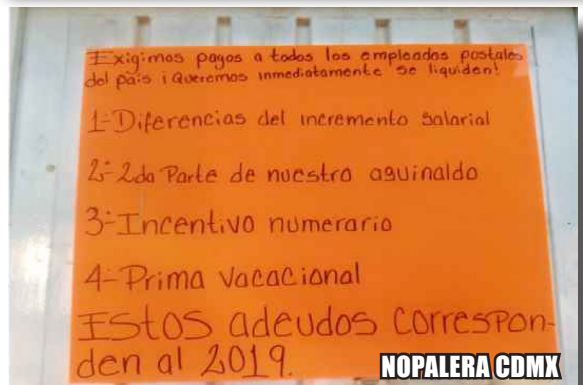 Exigimos pagos a todos los empleados postales
del país ¡Queremos inmediatamente se liquiden!
1-Diferencias del incremento salarial
2-2da Parte de nuestro aguinaldo
3-Incentivo numerario
4-Prima Vacacional
Estos adeudos correspon-
den al 2019.
NOPALERA CDMX